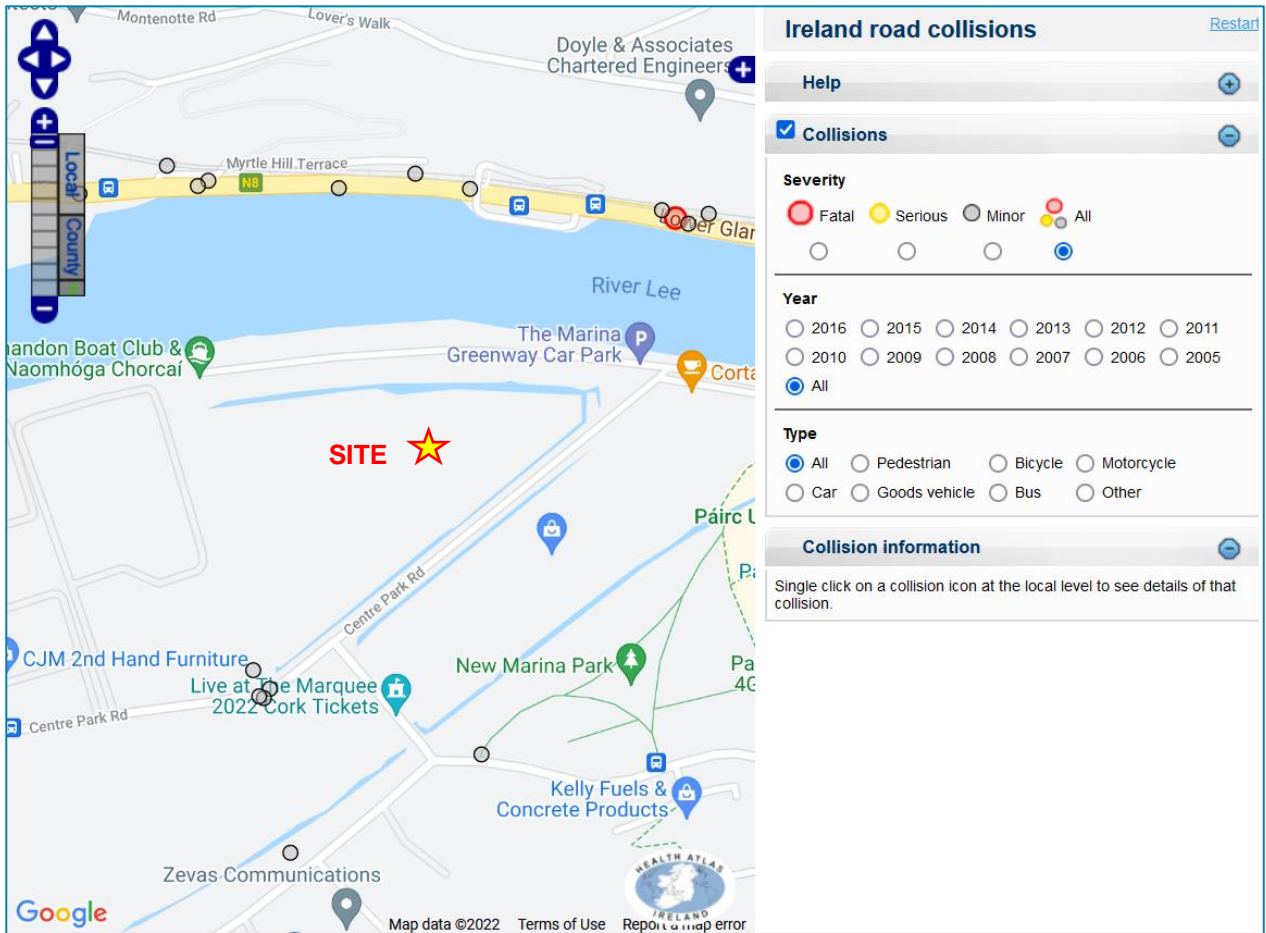 Montenotte Rd
Lover's Walk
Doyle & Associates
Chartered Engineers
Local
County
Myrtle Hill Terrace
N8
River Lee
The Marina
Greenway Car Park
P
Naomhóga Chorcaí
SITE
Centre Park Rd
CJM 2nd Hand Furniture
Live at The Marquee
2022 Cork Tickets
New Marina Park
Centre Park Rd
Kelly Fuels &
Concrete Products
Zevas Communications
HEALTH ATLAS
IRELAND
Google
Map data ©2022 Terms of Use Report a map error
Ireland road collisions
Restart
Help
Collisions
Severity
Fatal Serious Minor All
Year
2016 2015 2014 2013 2012 2011
2010 2009 2008 2007 2006 2005
All
Type
All Pedestrian Bicycle Motorcycle
Car Goods vehicle Bus Other
Collision information
Single click on a collision icon at the local level to see details of that
collision.